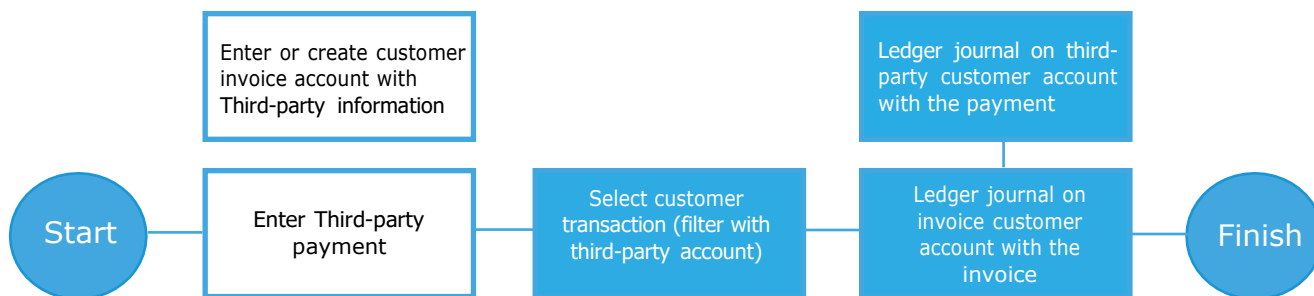 Enter or create customer
invoice account with
Third-party information
Ledger journal on third-
party customer account
with the payment
Start
Enter Third-party
payment
Select customer
transaction (filter with
third-party account)
Ledger journal on
invoice customer
account with the
invoice
Finish